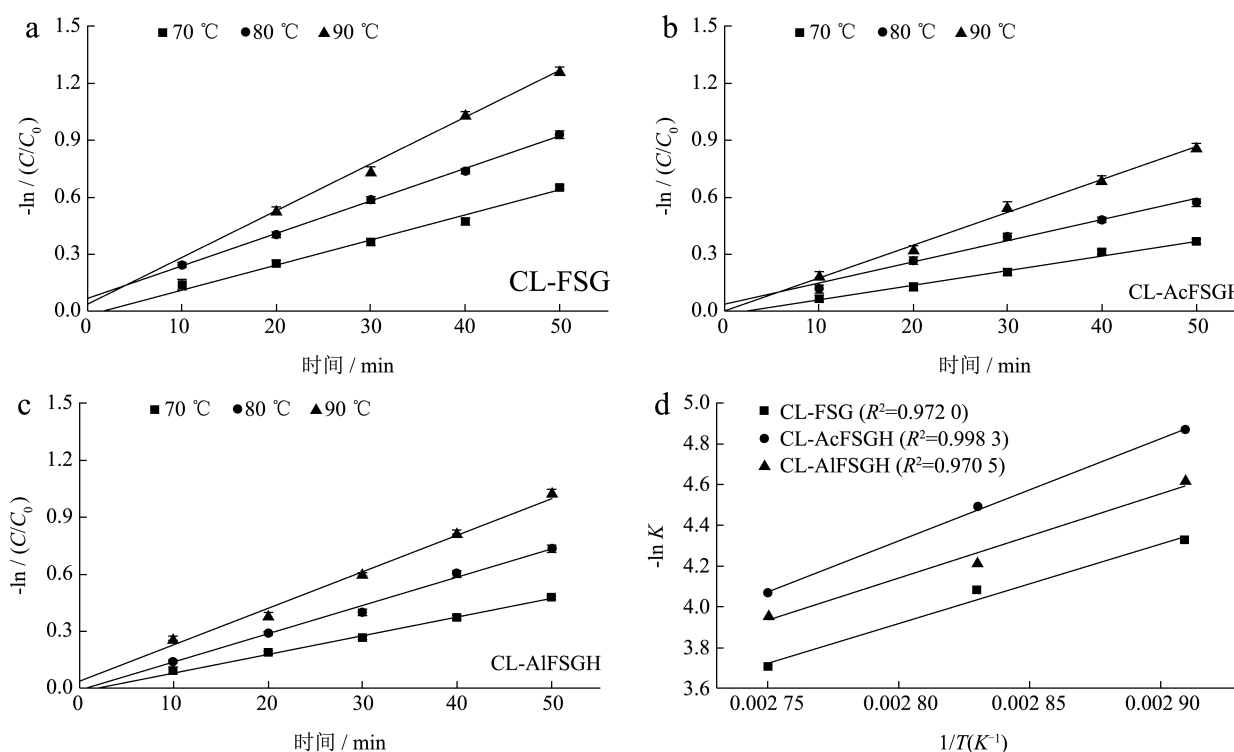 a
■ 70 ℃ ● 80 ℃ ▲ 90 ℃
1.5
1.2
0.9
0.6
0.3
0.0
-ln / (C/C₀)
CL-FSG
0 10 20 30 40 50
时间 / min
b
■ 70 ℃ ● 80 ℃ ▲ 90 ℃
1.5
1.2
0.9
0.6
0.3
0.0
-ln / (C/C₀)
CL-AcFSGH
0 10 20 30 40 50
时间 / min
c
■ 70 ℃ ● 80 ℃ ▲ 90 ℃
1.5
1.2
0.9
0.6
0.3
0
-ln / (C/C₀)
CL-AlFSGH
0 10 20 30 40 50
时间 / min
d
■ CL-FSG (R²=0.972 0)
● CL-AcFSGH (R²=0.998 3)
▲ CL-AlFSGH (R²=0.970 5)
5.0
4.8
4.6
4.4
4.2
4.0
3.8
3.6
-ln K
0.002 75 0.002 80 0.002 85 0.002 90
1/T(K⁻¹)